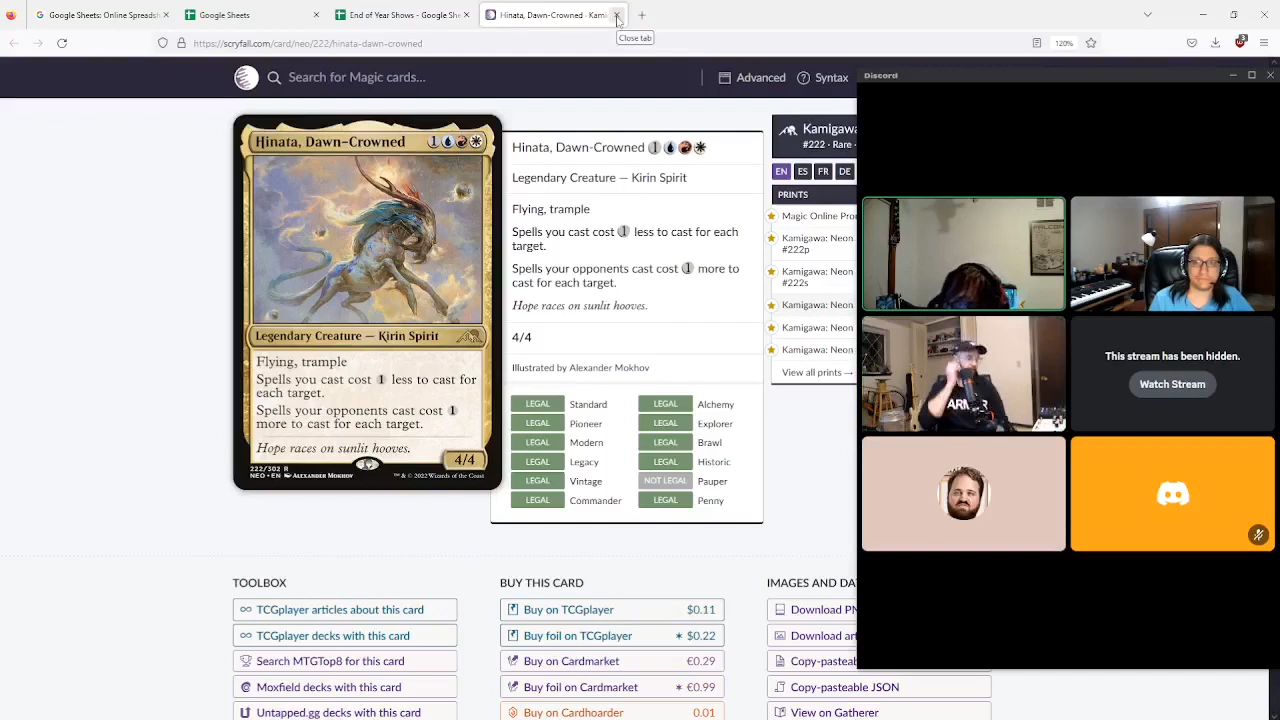 Google Sheets: Online Spreadsh
Google Sheets
End of Year Shows - Google She
Hinata, Dawn-Crowned · Kami
Close tab
https://scryfall.com/card/neo/222/hinata-dawn-crowned
120%
Search for Magic cards...
Advanced
Syntax
Hinata, Dawn-Crowned 1
Legendary Creature — Kirin Spirit
Flying, trample
Spells you cast cost 1 less to cast for
each target.
Spells your opponents cast cost 1
more to cast for each target.
Hope races on sunlit hooves.
222/302 R
NEO • EN ALEXANDER MOKHOV
™ & © 2022 Wizards of the Coast
4/4
Hinata, Dawn-Crowned 1
Legendary Creature — Kirin Spirit
Flying, trample
Spells you cast cost 1 less to cast for each
target.
Spells your opponents cast cost 1 more to
cast for each target.
Hope races on sunlit hooves.
4/4
Illustrated by Alexander Mokhov
LEGAL Standard LEGAL Alchemy
LEGAL Pioneer LEGAL Explorer
LEGAL Modern LEGAL Brawl
LEGAL Legacy LEGAL Historic
LEGAL Vintage NOT LEGAL Pauper
LEGAL Commander LEGAL Penny
Kamigawa
#222 · Rare ·
EN ES FR DE
PRINTS
Magic Online Pro
Kamigawa: Neon
#222p
Kamigawa: Neon
#222s
Kamigawa: Neon
Kamigawa: Neon
Kamigawa: Neon
View all prints →
Discord
FALCON
This stream has been hidden.
Watch Stream
TOOLBOX
TCGplayer articles about this card
TCGplayer decks with this card
Search MTGTop8 for this card
Moxfield decks with this card
Untapped.gg decks with this card
BUY THIS CARD
Buy on TCGplayer $0.11
Buy foil on TCGplayer ✶ $0.22
Buy on Cardmarket €0.29
Buy foil on Cardmarket ✶ €0.99
Buy on Cardhoarder 0.01
IMAGES AND DA
Download PN
Download art
Copy-pasteable
Copy-pasteable JSON
View on Gatherer